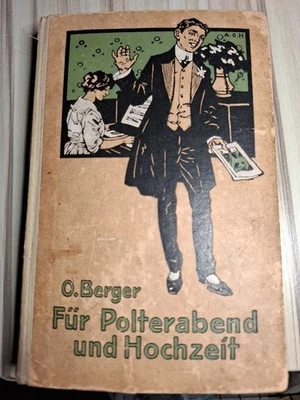 A.O.H
O. Berger
Für Polterabend
und Hochzeit